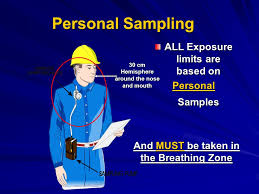 Personal Sampling
30 cm
Hemisphere
around the nose
and mouth
ALL Exposure
limits are
based on
Personal
Samples
And MUST be taken in
the Breathing Zone